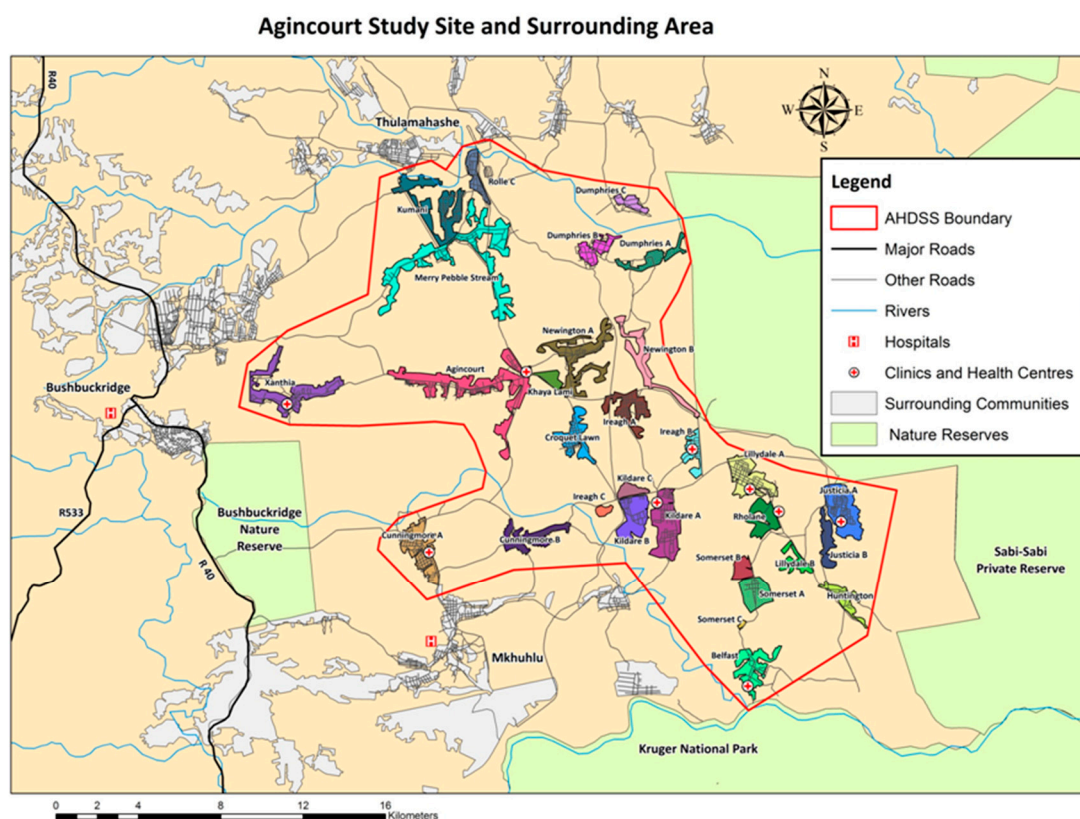 Agincourt Study Site and Surrounding Area
R40
Thulamahashe
N
W
E
S
Rolle C
Kumani
Dumphries C
Dumphries B
Dumphries A
Merry Pebble Stream
Newington A
Newington B
Xanthia
Agincourt
Khaya Lami
Bushbuckridge
H
Ireagh A
Croquet Lawn
Ireagh B
Lillydale A
Kildare C
Ireagh C
Kildare A
Kildare B
Rholane
Justicia A
Justicia B
R533
Bushbuckridge
Nature
Reserve
R 40
Cunningmore A
Cunningmore B
Somerset B
Lillydale B
Somerset A
Huntington
Somerset C
Sabi-Sabi
Private Reserve
H
Mkhuhlu
Belfast
Kruger National Park
Legend
AHDSS Boundary
Major Roads
Other Roads
Rivers
H Hospitals
Clinics and Health Centres
Surrounding Communities
Nature Reserves
0 2 4 8 12 16
Kilometers